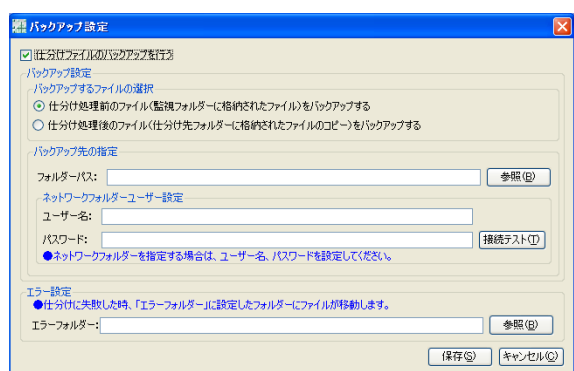 バックアップ設定
仕分けファイルのバックアップを行う
バックアップ設定
バックアップするファイルの選択
仕分け処理前のファイル(監視フォルダーに格納されたファイル)をバックアップする
仕分け処理後のファイル(仕分け先フォルダーに格納されたファイルのコピー)をバックアップする
バックアップ先の指定
フォルダーパス: 参照(B)
ネットワークフォルダーユーザー設定
ユーザー名:
パスワード: 接続テスト(T)
●ネットワークフォルダーを指定する場合は、ユーザー名、パスワードを設定してください。
エラー設定
●仕分けに失敗した時、「エラーフォルダー」に設定したフォルダーにファイルが移動します。
エラーフォルダー: 参照(B)
保存(S) キャンセル(C)